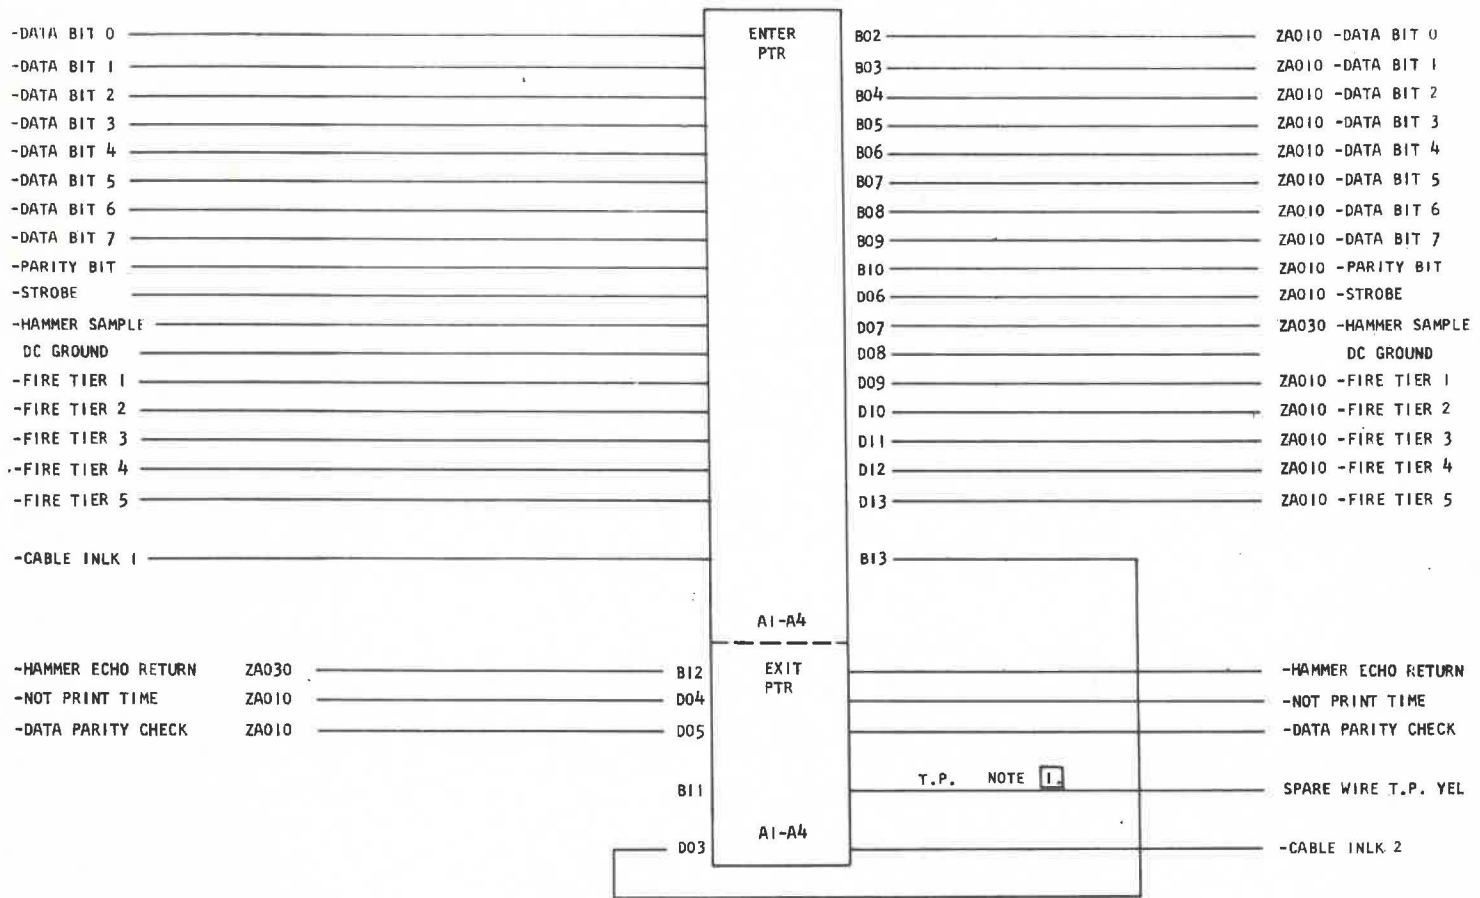 -DATA BIT 0 ENTER B02 ZA010 -DATA BIT 0
PTR
-DATA BIT 1 B03 ZA010 -DATA BIT 1
-DATA BIT 2 B04 ZA010 -DATA BIT 2
-DATA BIT 3 B05 ZA010 -DATA BIT 3
-DATA BIT 4 B06 ZA010 -DATA BIT 4
-DATA BIT 5 B07 ZA010 -DATA BIT 5
-DATA BIT 6 B08 ZA010 -DATA BIT 6
-DATA BIT 7 B09 ZA010 -DATA BIT 7
-PARITY BIT B10 ZA010 -PARITY BIT
-STROBE D06 ZA010 -STROBE
-HAMMER SAMPLE D07 ZA030 -HAMMER SAMPLE
DC GROUND D08 DC GROUND
-FIRE TIER 1 D09 ZA010 -FIRE TIER 1
-FIRE TIER 2 D10 ZA010 -FIRE TIER 2
-FIRE TIER 3 D11 ZA010 -FIRE TIER 3
-FIRE TIER 4 D12 ZA010 -FIRE TIER 4
-FIRE TIER 5 D13 ZA010 -FIRE TIER 5
-CABLE INLK 1 B13
A1-A4
-HAMMER ECHO RETURN ZA030 B12 EXIT -HAMMER ECHO RETURN
PTR
-NOT PRINT TIME ZA010 D04 -NOT PRINT TIME
-DATA PARITY CHECK ZA010 D05 -DATA PARITY CHECK
T.P. NOTE 1.
B11 SPARE WIRE T.P. YEL
A1-A4
D03 -CABLE INLK 2